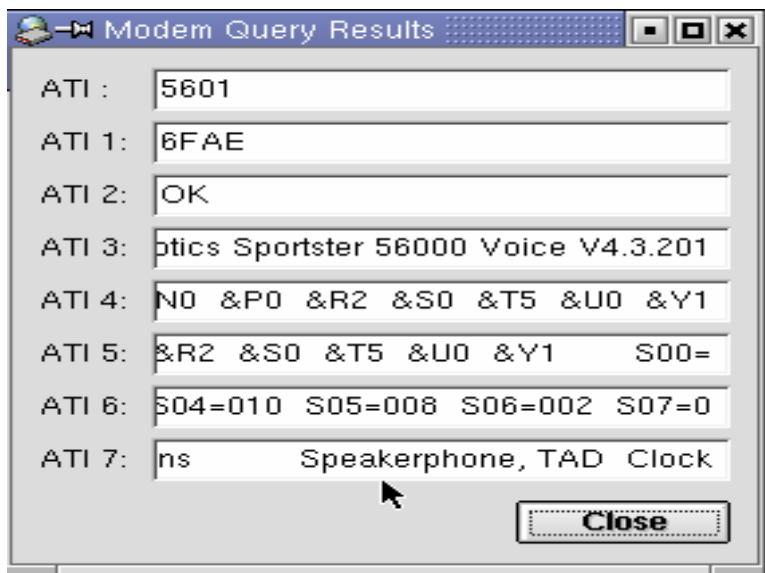 Modem Query Results
ATI : 5601
ATI 1: 6FAE
ATI 2: OK
ATI 3: ptics Sportster 56000 Voice V4.3.201
ATI 4: N0 &P0 &R2 &S0 &T5 &U0 &Y1
ATI 5: &R2 &S0 &T5 &U0 &Y1 S00=
ATI 6: S04=010 S05=008 S06=002 S07=0
ATI 7: ns Speakerphone, TAD Clock
Close